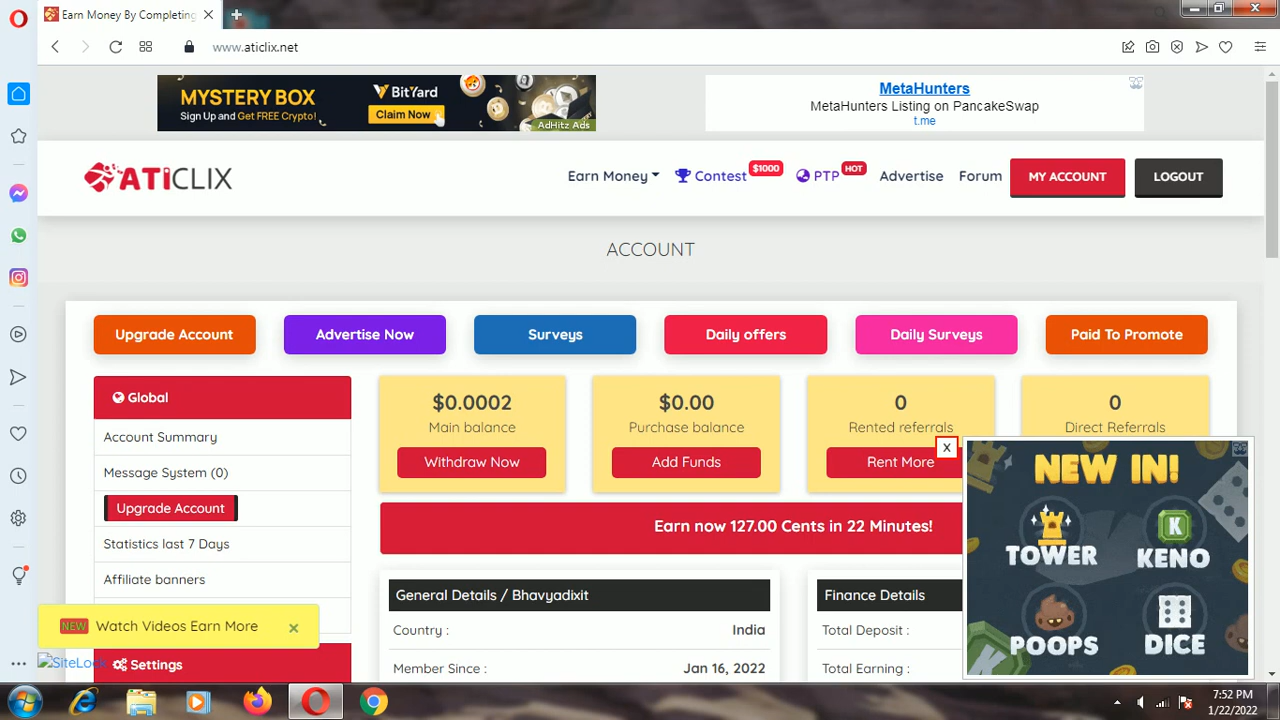 Earn Money By Completing
www.aticlix.net
MYSTERY BOX
Sign up and Get FREE Crypto!
BitYard
Claim Now
AdHitz Ads
MetaHunters
MetaHunters Listing on PancakeSwap
t.me
ATICLIX
Earn Money
Contest
$1000
PTP
HOT
Advertise
Forum
MY ACCOUNT
LOGOUT
ACCOUNT
Upgrade Account
Advertise Now
Surveys
Daily offers
Daily Surveys
Paid To Promote
Global
Account Summary
Message System (0)
Upgrade Account
Statistics last 7 Days
Affiliate banners
$0.0002
Main balance
Withdraw Now
$0.00
Purchase balance
Add Funds
0
Rented referrals
Rent More
0
Direct Referrals
X
NEW IN!
TOWER
K
KENO
POOPS
DICE
Earn now 127.00 Cents in 22 Minutes!
General Details / Bhavyadixit
Country :
India
Member Since :
Jan 16, 2022
Finance Details
Total Deposit :
Total Earning :
NEW Watch Videos Earn More ×
SiteLock
Settings
7:52 PM
1/22/2022